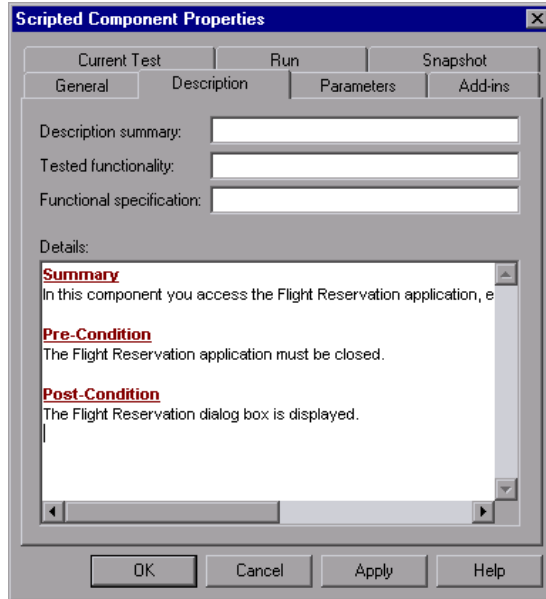 Scripted Component Properties
Current Test Run Snapshot
General Description Parameters Add-ins
Description summary:
Tested functionality:
Functional specification:
Details:
Summary
In this component you access the Flight Reservation application, e
Pre-Condition
The Flight Reservation application must be closed.
Post-Condition
The Flight Reservation dialog box is displayed.
OK Cancel Apply Help